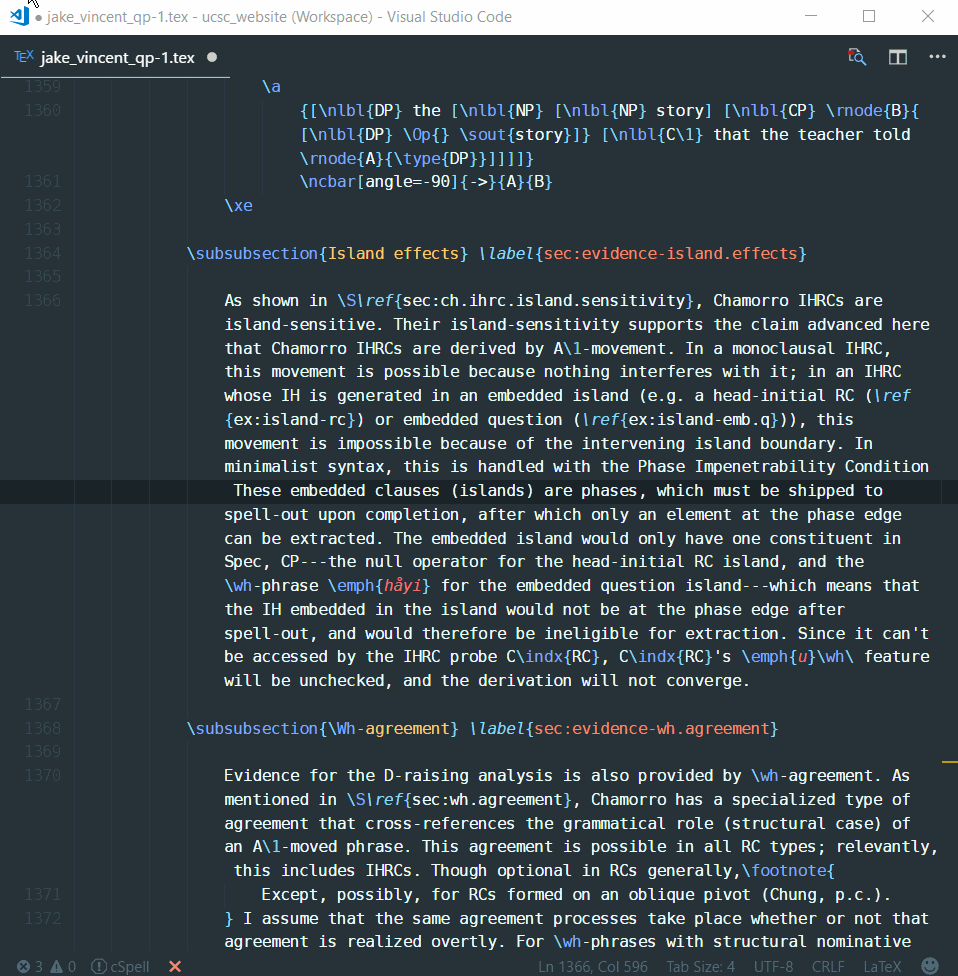 jake_vincent_qp-1.tex - ucsc_website (Workspace) - Visual Studio Code
TEX jake_vincent_qp-1.tex
1359 \a
1360 {[\nlbl{DP} the [\nlbl{NP} [\nlbl{NP} story] [\nlbl{CP} \rnode{B}{
[\nlbl{DP} \Op{} \sout{story}]} [\nlbl{C\1} that the teacher told
\rnode{A}{\type{DP}}]]]]}
1361 \ncbar[angle=-90]{->}{A}{B}
1362 \xe
1363
1364 \subsubsection{Island effects} \label{sec:evidence-island.effects}
1365
1366 As shown in \S\ref{sec:ch.ihrc.island.sensitivity}, Chamorro IHRCs are
island-sensitive. Their island-sensitivity supports the claim advanced here
that Chamorro IHRCs are derived by A\1-movement. In a monoclausal IHRC,
this movement is possible because nothing interferes with it; in an IHRC
whose IH is generated in an embedded island (e.g. a head-initial RC (\ref
{ex:island-rc}) or embedded question (\ref{ex:island-emb.q})), this
movement is impossible because of the intervening island boundary. In
minimalist syntax, this is handled with the Phase Impenetrability Condition
These embedded clauses (islands) are phases, which must be shipped to
spell-out upon completion, after which only an element at the phase edge
can be extracted. The embedded island would only have one constituent in
Spec, CP---the null operator for the head-initial RC island, and the
\wh-phrase \emph{håyi} for the embedded question island---which means that
the IH embedded in the island would not be at the phase edge after
spell-out, and would therefore be ineligible for extraction. Since it can't
be accessed by the IHRC probe C\indx{RC}, C\indx{RC}'s \emph{u}\wh\ feature
will be unchecked, and the derivation will not converge.
1367
1368 \subsubsection{\Wh-agreement} \label{sec:evidence-wh.agreement}
1369
1370 Evidence for the D-raising analysis is also provided by \wh-agreement. As
mentioned in \S\ref{sec:wh.agreement}, Chamorro has a specialized type of
agreement that cross-references the grammatical role (structural case) of
an A\1-moved phrase. This agreement is possible in all RC types; relevantly,
this includes IHRCs. Though optional in RCs generally,\footnote{
1371 Except, possibly, for RCs formed on an oblique pivot (Chung, p.c.).
1372 } I assume that the same agreement processes take place whether or not that
agreement is realized overtly. For \wh-phrases with structural nominative
3 0 cSpell Ln 1366, Col 596 Tab Size: 4 UTF-8 CRLF LaTeX